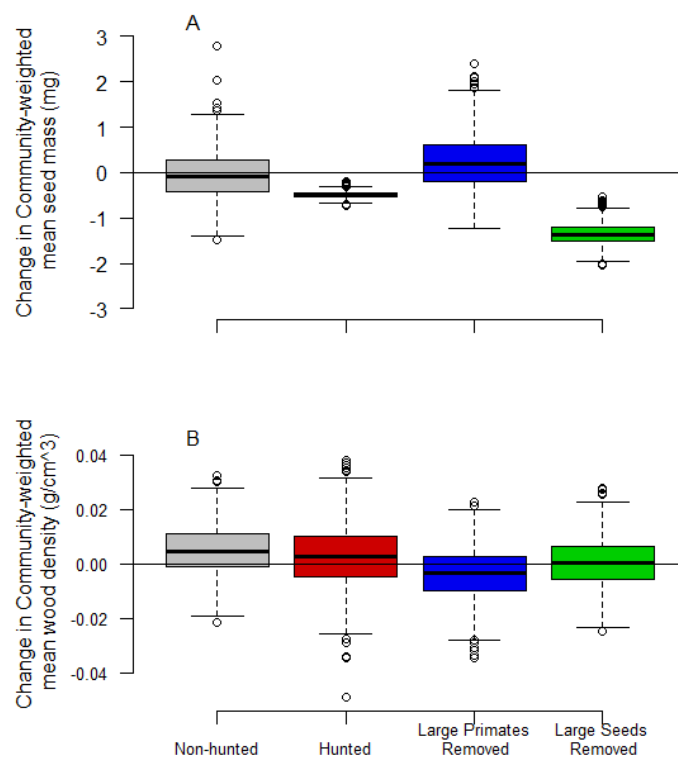 A
Change in Community-weighted
mean seed mass (mg)
3
2
1
0
-1
-2
-3
B
Change in Community-weighted
mean wood density (g/cm^3)
0.04
0.02
0.00
-0.02
-0.04
Non-hunted
Hunted
Large Primates
Removed
Large Seeds
Removed